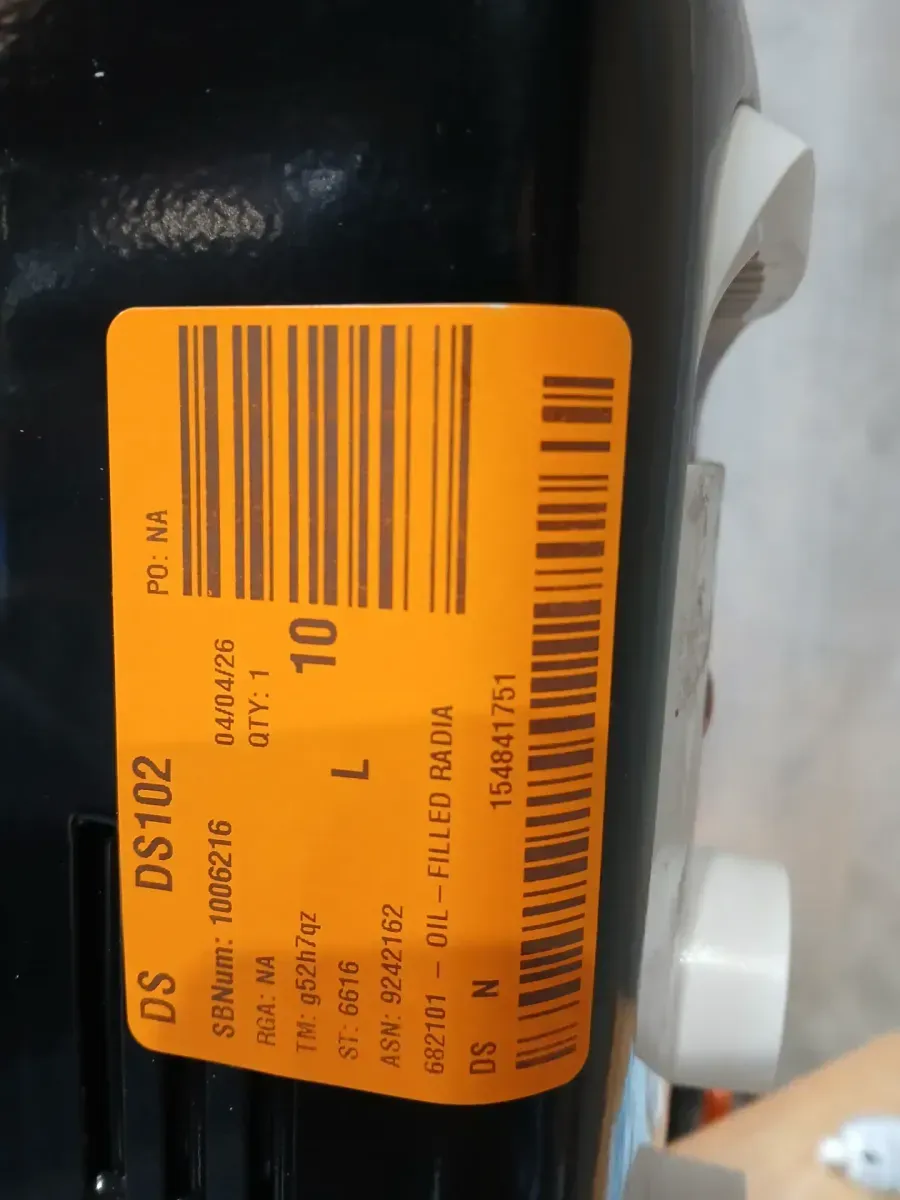 DS DS102
PO: NA
SBNum: 1006216 04/04/26
RGA: NA QTY: 1
TM: g52h7qz 10
ST: 6616 L
ASN: 9242162
682101 - OIL-FILLED RADIA
DS N 154841751